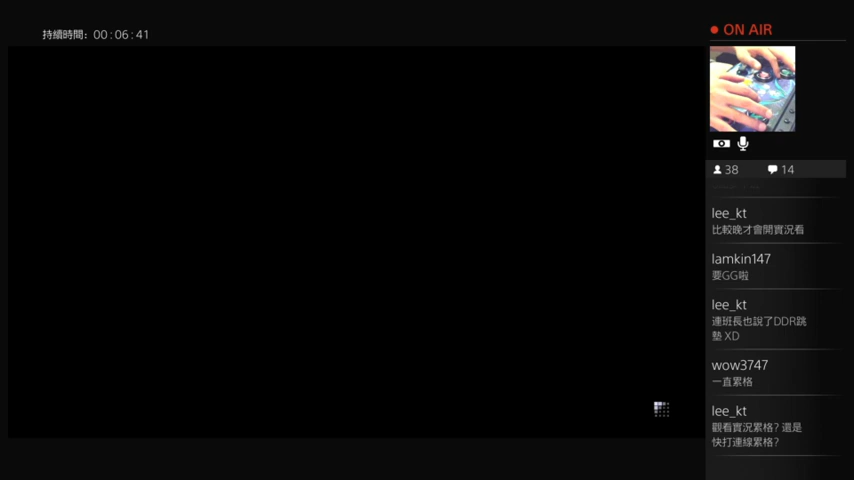 持續時間: 00:06:41
ON AIR
38 14
lee_kt
比較晚才會開實況看
lamkin147
要GG啦
lee_kt
連班長也說了DDR跳
墊 XD
wow3747
一直累格
lee_kt
觀看實況累格? 還是
快打連線累格?